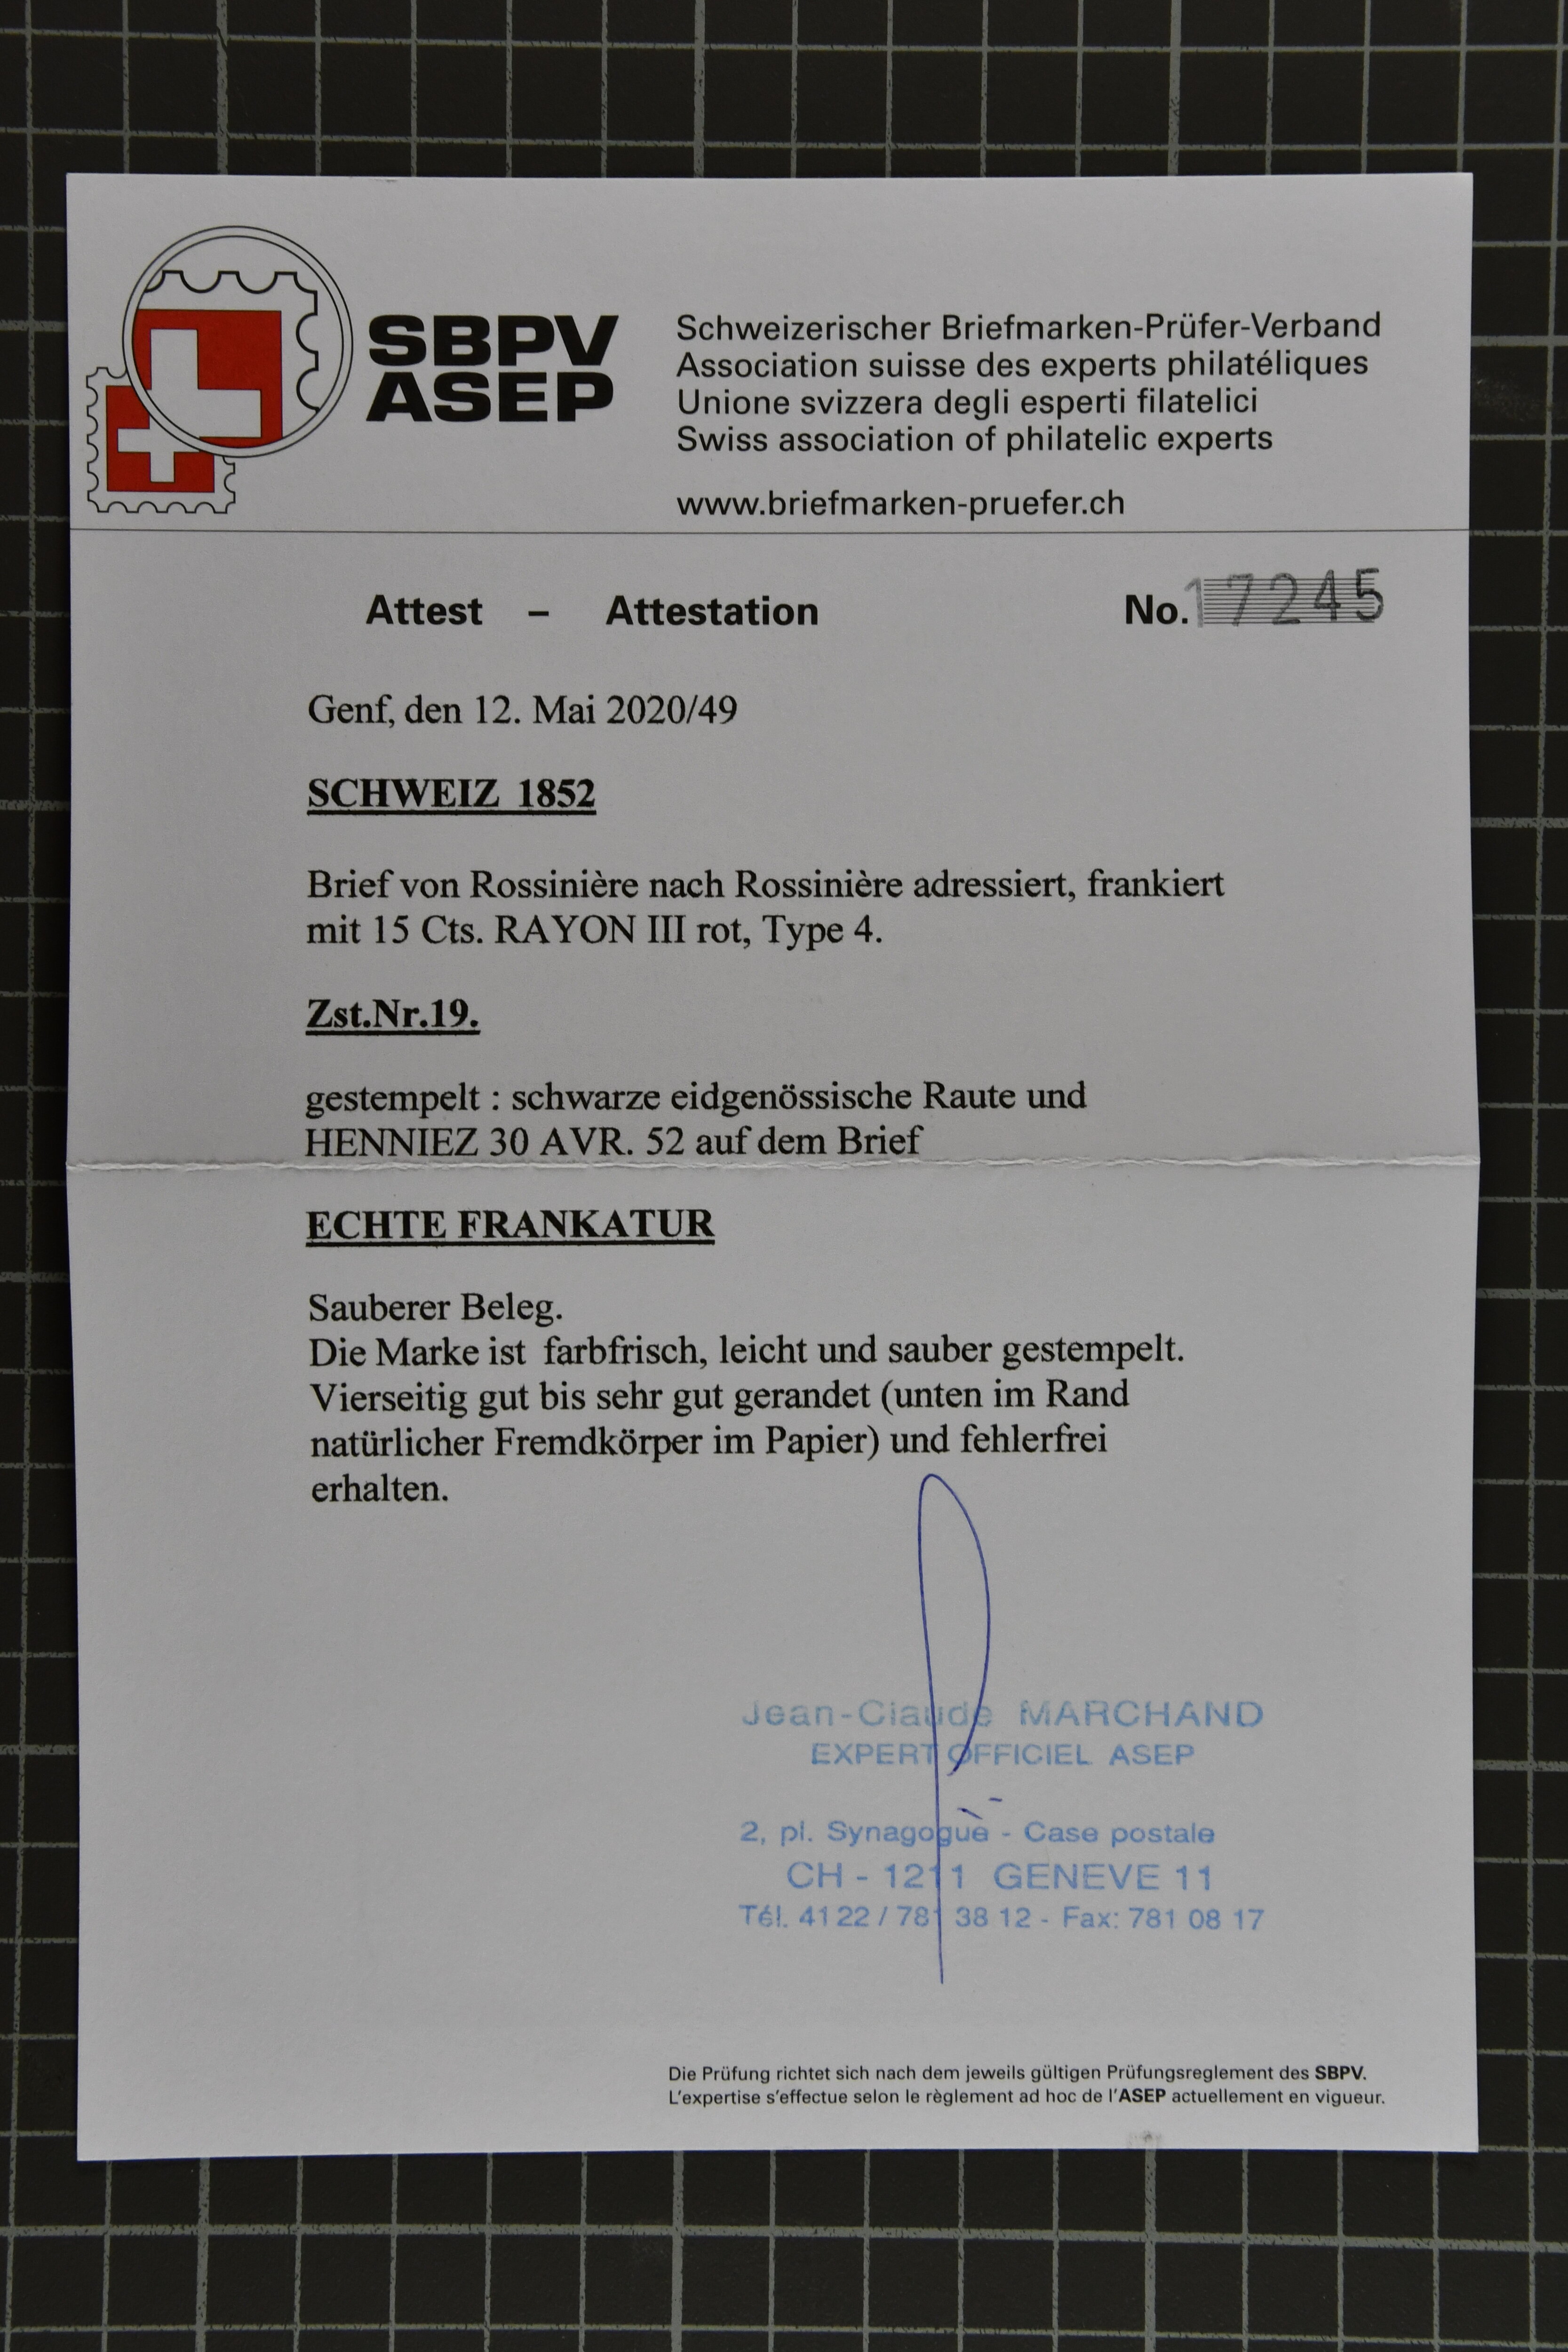 SBPV
ASEP
Schweizerischer Briefmarken-Prüfer-Verband
Association suisse des experts philatéliques
Unione svizzera degli esperti filatelici
Swiss association of philatelic experts
www.briefmarken-pruefer.ch
Attest – Attestation No. 17245
Genf, den 12. Mai 2020/49
SCHWEIZ 1852
Brief von Rossinière nach Rossinière adressiert, frankiert
mit 15 Cts. RAYON III rot, Type 4.
Zst.Nr.19.
gestempelt : schwarze eidgenössische Raute und
HENNIEZ 30 AVR. 52 auf dem Brief
ECHTE FRANKATUR
Sauberer Beleg.
Die Marke ist farbfrisch, leicht und sauber gestempelt.
Vierseitig gut bis sehr gut gerandet (unten im Rand
natürlicher Fremdkörper im Papier) und fehlerfrei
erhalten.
Jean-Claude MARCHAND
EXPERT OFFICIEL ASEP
2, pl. Synagogue - Case postale
CH - 1211 GENEVE 11
Tél. 41 22 / 781 38 12 - Fax: 781 08 17
Die Prüfung richtet sich nach dem jeweils gültigen Prüfungsreglement des SBPV.
L'expertise s'effectue selon le règlement ad hoc de l'ASEP actuellement en vigueur.